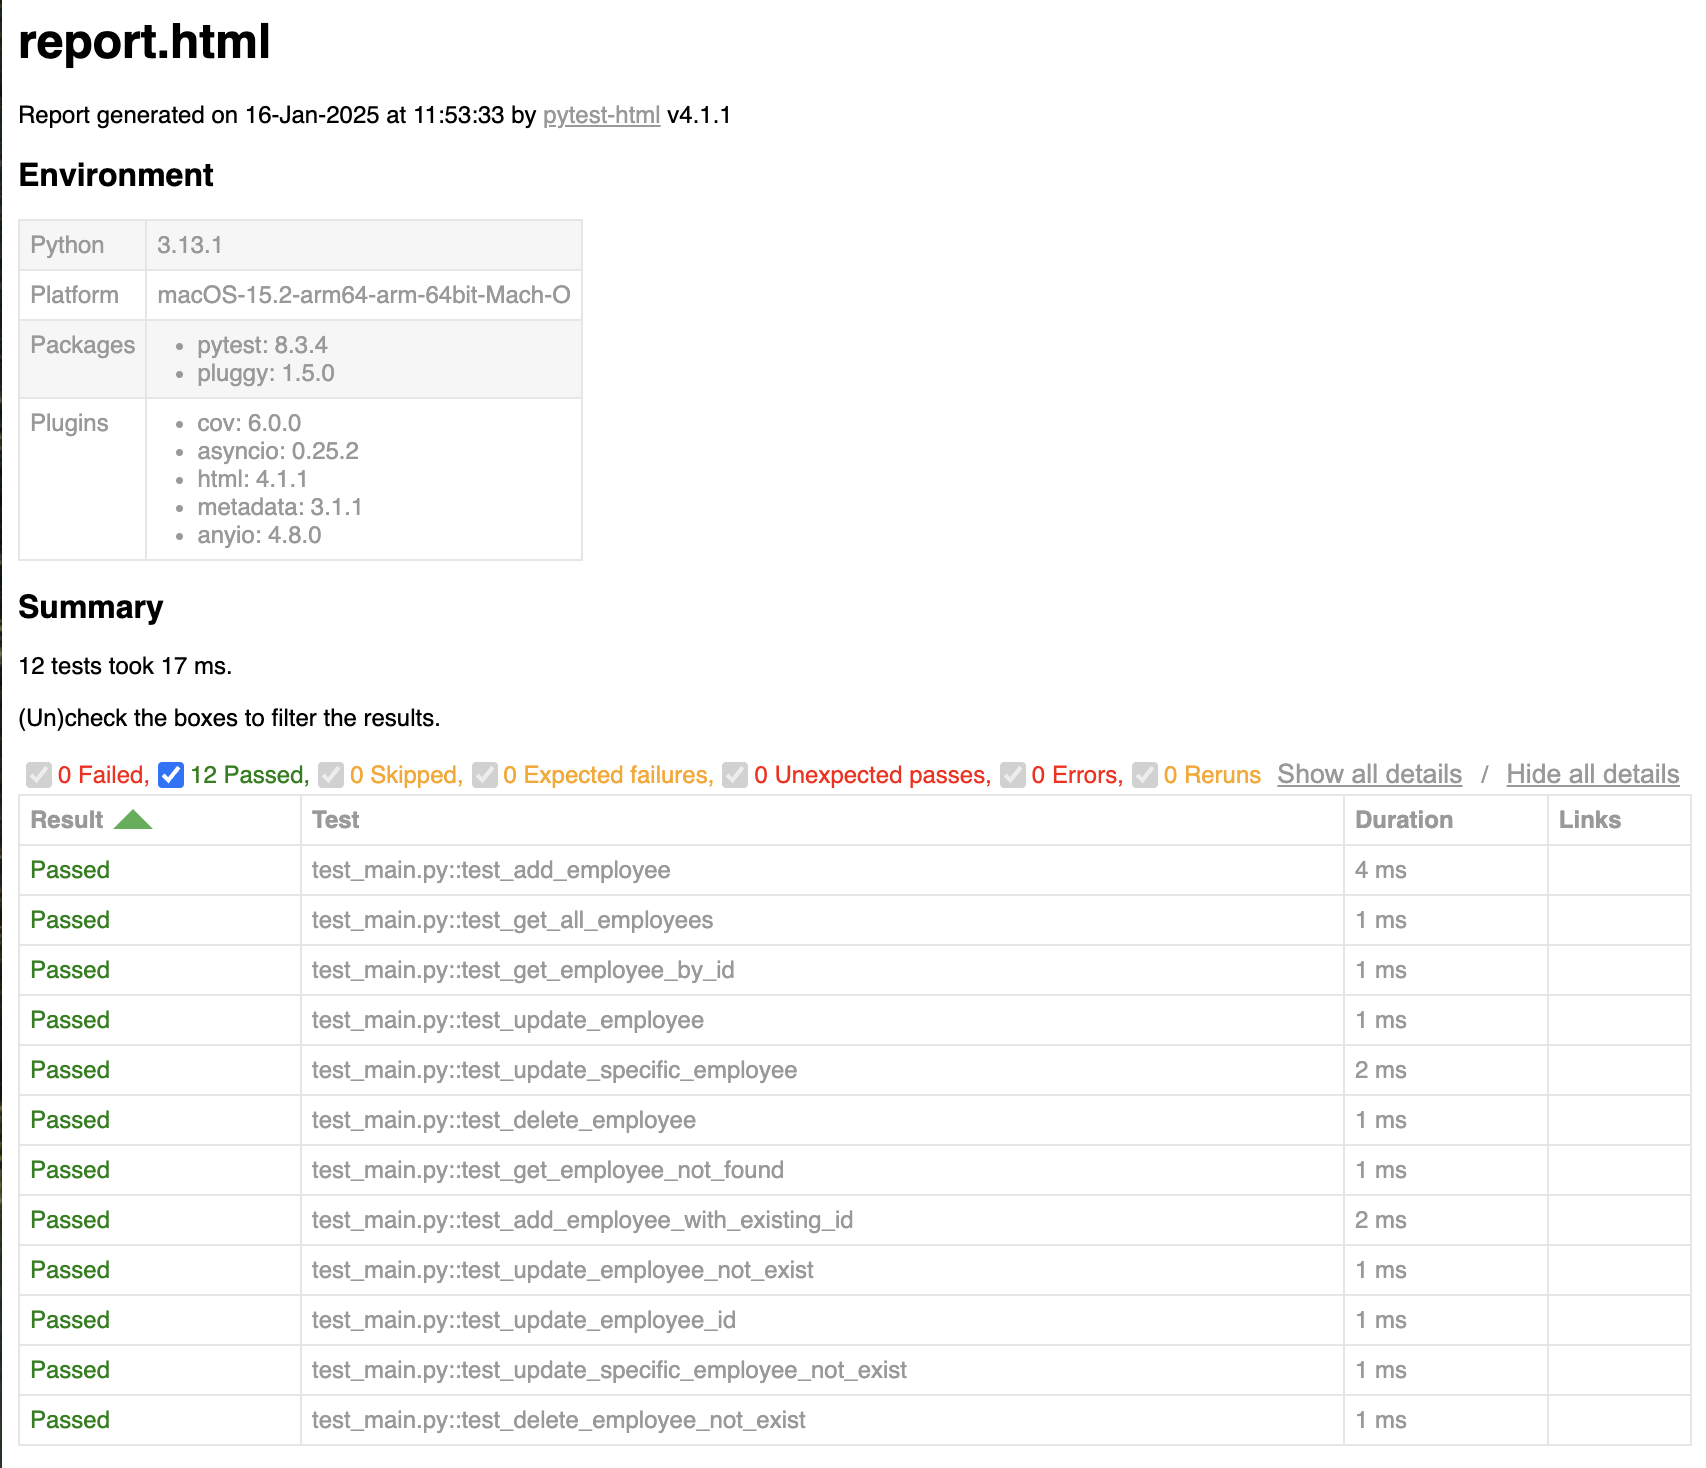 report.html
Report generated on 16-Jan-2025 at 11:53:33 by pytest-html v4.1.1
Environment
Python 3.13.1
Platform macOS-15.2-arm64-arm-64bit-Mach-O
Packages • pytest: 8.3.4
• pluggy: 1.5.0
Plugins • cov: 6.0.0
• asyncio: 0.25.2
• html: 4.1.1
• metadata: 3.1.1
• anyio: 4.8.0
Summary
12 tests took 17 ms.
(Un)check the boxes to filter the results.
0 Failed, 12 Passed, 0 Skipped, 0 Expected failures, 0 Unexpected passes, 0 Errors, 0 Reruns Show all details / Hide all details
Result Test Duration Links
Passed test_main.py::test_add_employee 4 ms
Passed test_main.py::test_get_all_employees 1 ms
Passed test_main.py::test_get_employee_by_id 1 ms
Passed test_main.py::test_update_employee 1 ms
Passed test_main.py::test_update_specific_employee 2 ms
Passed test_main.py::test_delete_employee 1 ms
Passed test_main.py::test_get_employee_not_found 1 ms
Passed test_main.py::test_add_employee_with_existing_id 2 ms
Passed test_main.py::test_update_employee_not_exist 1 ms
Passed test_main.py::test_update_employee_id 1 ms
Passed test_main.py::test_update_specific_employee_not_exist 1 ms
Passed test_main.py::test_delete_employee_not_exist 1 ms